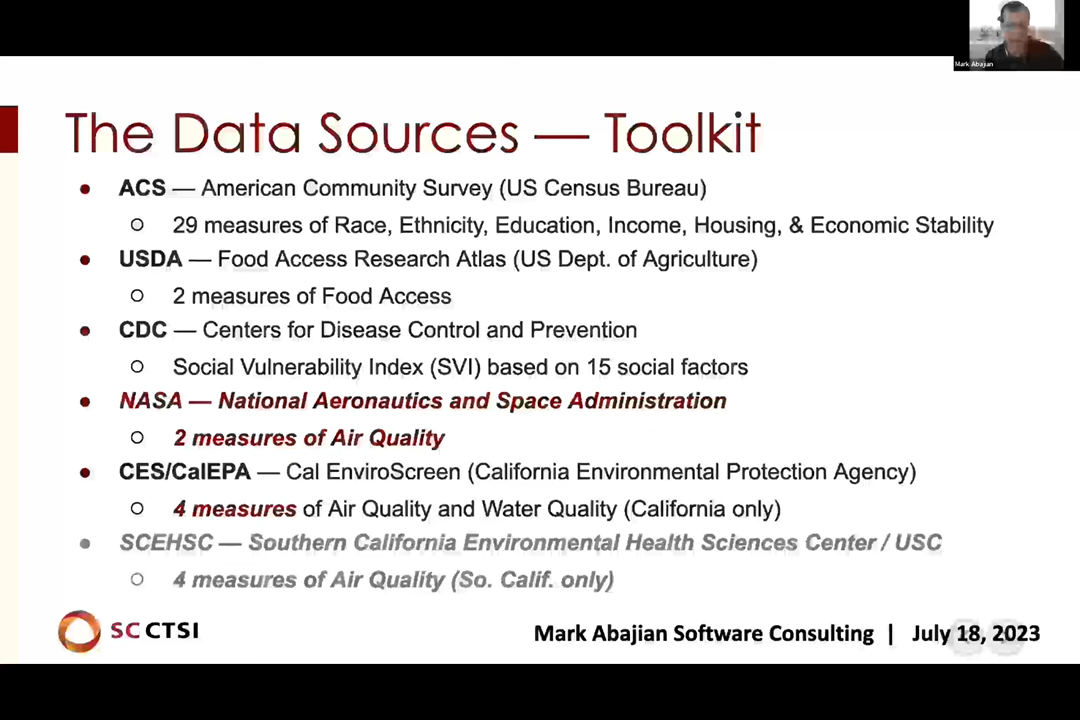 Mark Abajian
The Data Sources — Toolkit
● ACS — American Community Survey (US Census Bureau)
○ 29 measures of Race, Ethnicity, Education, Income, Housing, & Economic Stability
● USDA — Food Access Research Atlas (US Dept. of Agriculture)
○ 2 measures of Food Access
● CDC — Centers for Disease Control and Prevention
○ Social Vulnerability Index (SVI) based on 15 social factors
● NASA — National Aeronautics and Space Administration
○ 2 measures of Air Quality
● CES/CalEPA — Cal EnviroScreen (California Environmental Protection Agency)
○ 4 measures of Air Quality and Water Quality (California only)
● SCEHSC — Southern California Environmental Health Sciences Center / USC
○ 4 measures of Air Quality (So. Calif. only)
SC CTSI
Mark Abajian Software Consulting | July 18, 2023